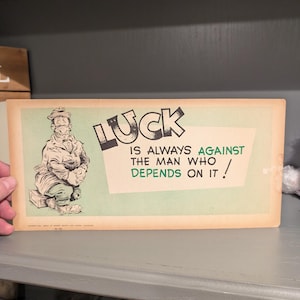 LUCK
IS ALWAYS AGAINST
THE MAN WHO
DEPENDS ON IT!